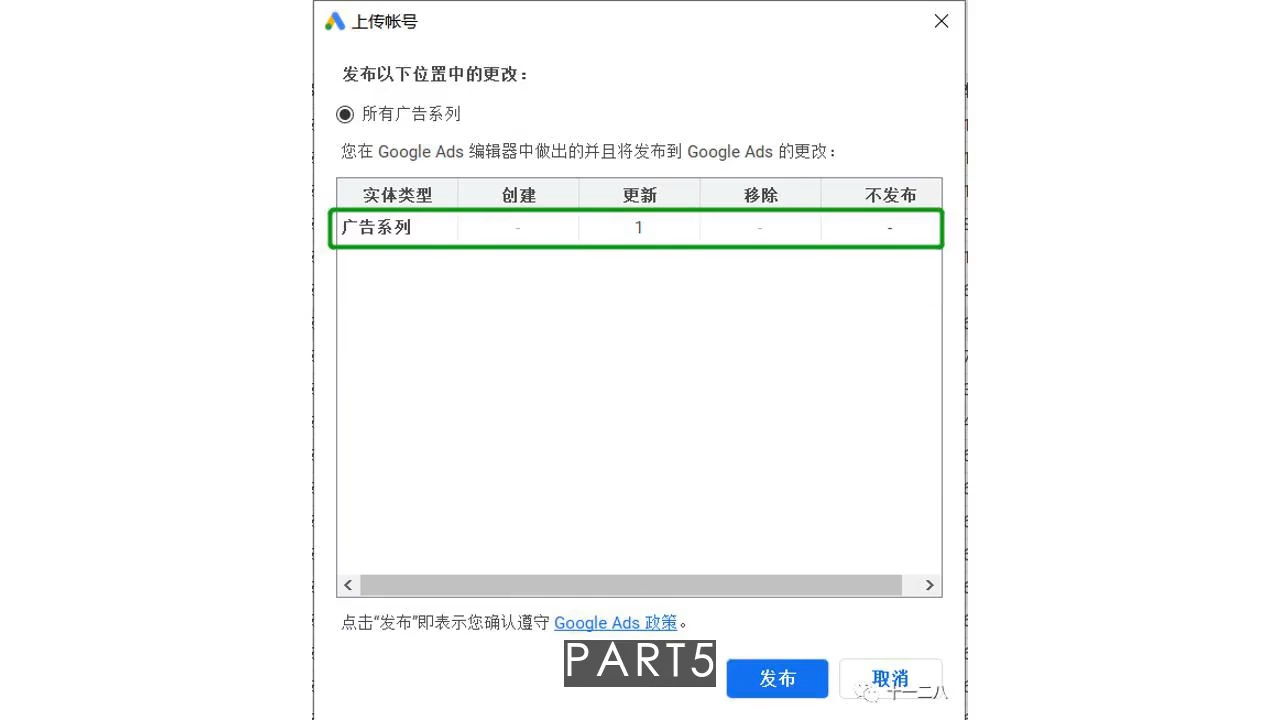 上传帐号
发布以下位置中的更改：
所有广告系列
您在 Google Ads 编辑器中做出的并且将发布到 Google Ads 的更改：
实体类型 创建 更新 移除 不发布
广告系列 - 1 - -
点击“发布”即表示您确认遵守 Google Ads 政策。
PART5
发布 取消
十一二八